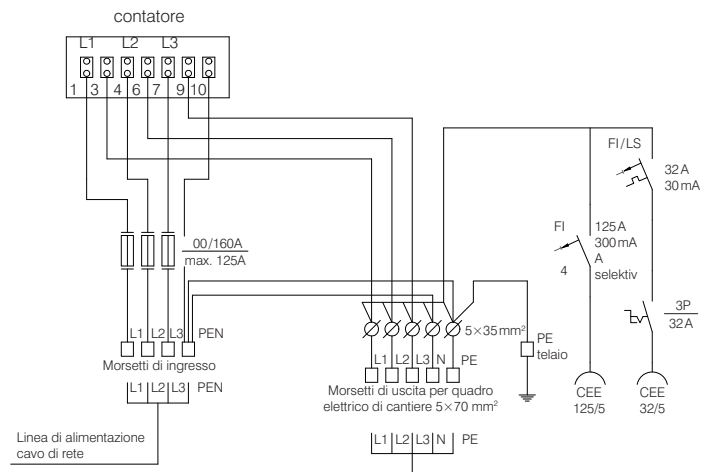 contatore
L1 L2 L3
1 3 4 6 7 9 10
FI/LS
32 A
30 mA
FI
125 A
300 mA
A
selektiv
4
00/160A
max. 125A
3P
32A
L1 L2 L3 PEN
5×35 mm²
PE
telaio
Morsetti di ingresso
L1 L2 L3 N PE
Morsetti di uscita per quadro
elettrico di cantiere 5×70 mm²
CEE
125/5
CEE
32/5
L1 L2 L3 PEN
Linea di alimentazione
cavo di rete
L1 L2 L3 N PE